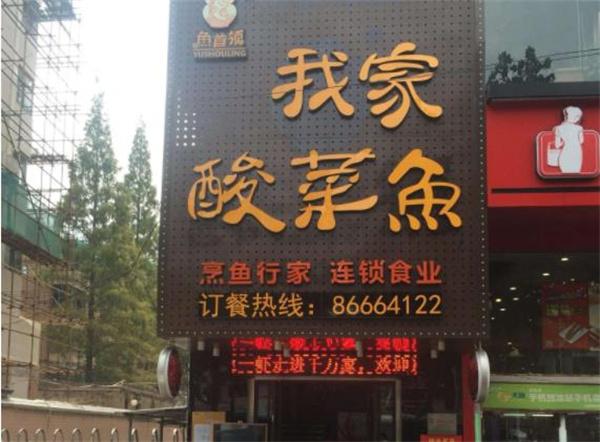 鱼首领
YUSHOULING
我家
酸菜鱼
烹鱼行家 连锁食业
订餐热线：86664122